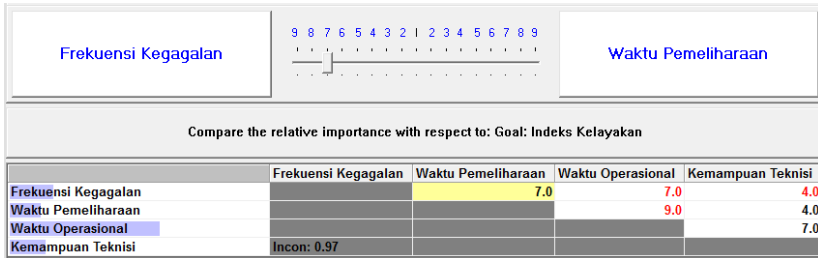 9 8 7 6 5 4 3 2 1 2 3 4 5 6 7 8 9
Frekuensi Kegagalan Waktu Pemeliharaan
Compare the relative importance with respect to: Goal: Indeks Kelayakan
Frekuensi Kegagalan Waktu Pemeliharaan Waktu Operasional Kemampuan Teknisi
Frekuensi Kegagalan 7.0 7.0 4.0
Waktu Pemeliharaan 9.0 4.0
Waktu Operasional 7.0
Kemampuan Teknisi Incon: 0.97